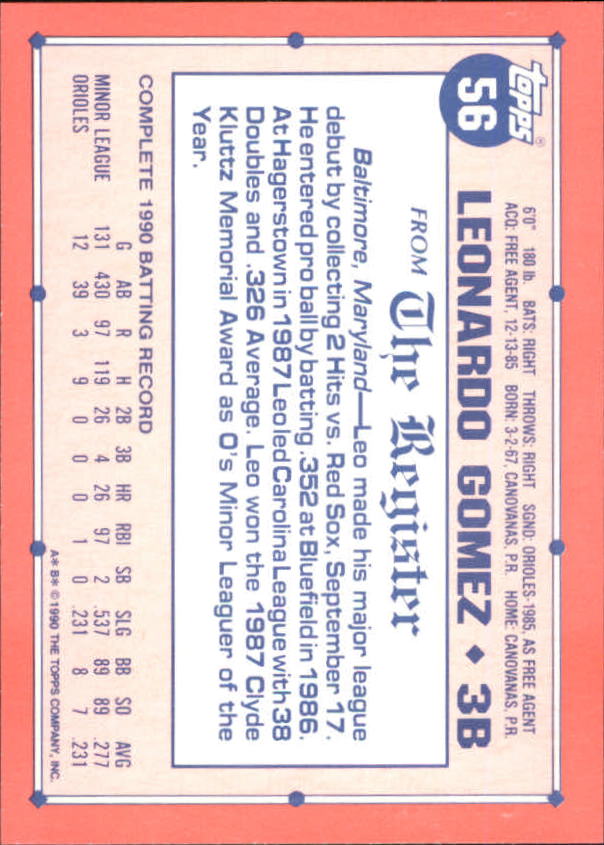 topps®
56
LEONARDO GOMEZ ◆ 3B
6'0" 180 lb. BATS: RIGHT THROWS: RIGHT SGND: ORIOLES-1985, AS FREE AGENT
ACQ: FREE AGENT, 12-13-85 BORN: 3-2-67, CANOVANAS, P.R. HOME: CANOVANAS, P.R.
FROM The Register
Baltimore, Maryland—Leo made his major league
debut by collecting 2 Hits vs. Red Sox, September 17.
He entered pro ball by batting .352 at Bluefield in 1986.
At Hagerstown in 1987 Leo led Carolina League with 38
Doubles and .326 Average. Leo won the 1987 Clyde
Kluttz Memorial Award as O's Minor Leaguer of the
Year.
COMPLETE 1990 BATTING RECORD
G AB R H 2B 3B HR RBI SB SLG BB SO AVG
MINOR LEAGUE 131 430 97 119 26 4 26 97 2 .537 89 89 .277
ORIOLES 12 39 3 9 0 0 0 1 0 .231 8 7 .231
A* B* © 1990 THE TOPPS COMPANY, INC.